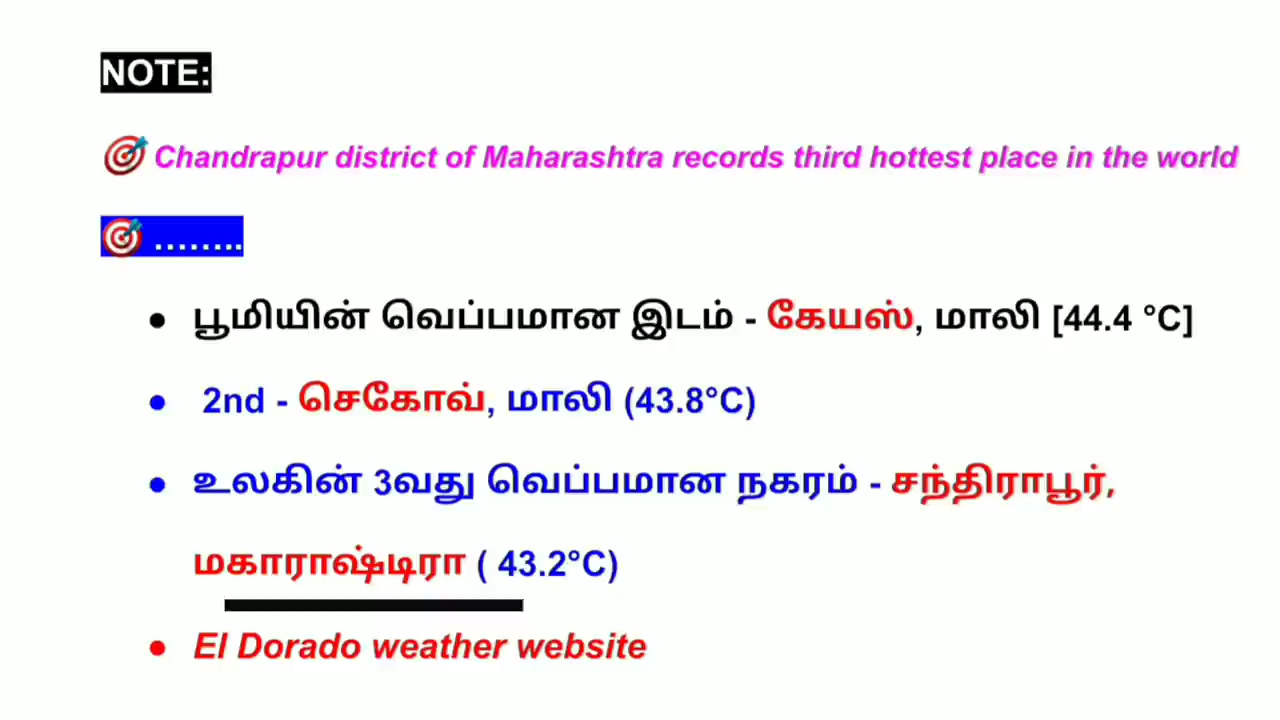 NOTE:
🎯 Chandrapur district of Maharashtra records third hottest place in the world
🎯 ........
● பூமியின் வெப்பமான இடம் - கேயஸ், மாலி [44.4 °C]
● 2nd - செகோவ், மாலி (43.8°C)
● உலகின் 3வது வெப்பமான நகரம் - சந்திராபூர்,
மகாராஷ்டிரா ( 43.2°C)
● El Dorado weather website